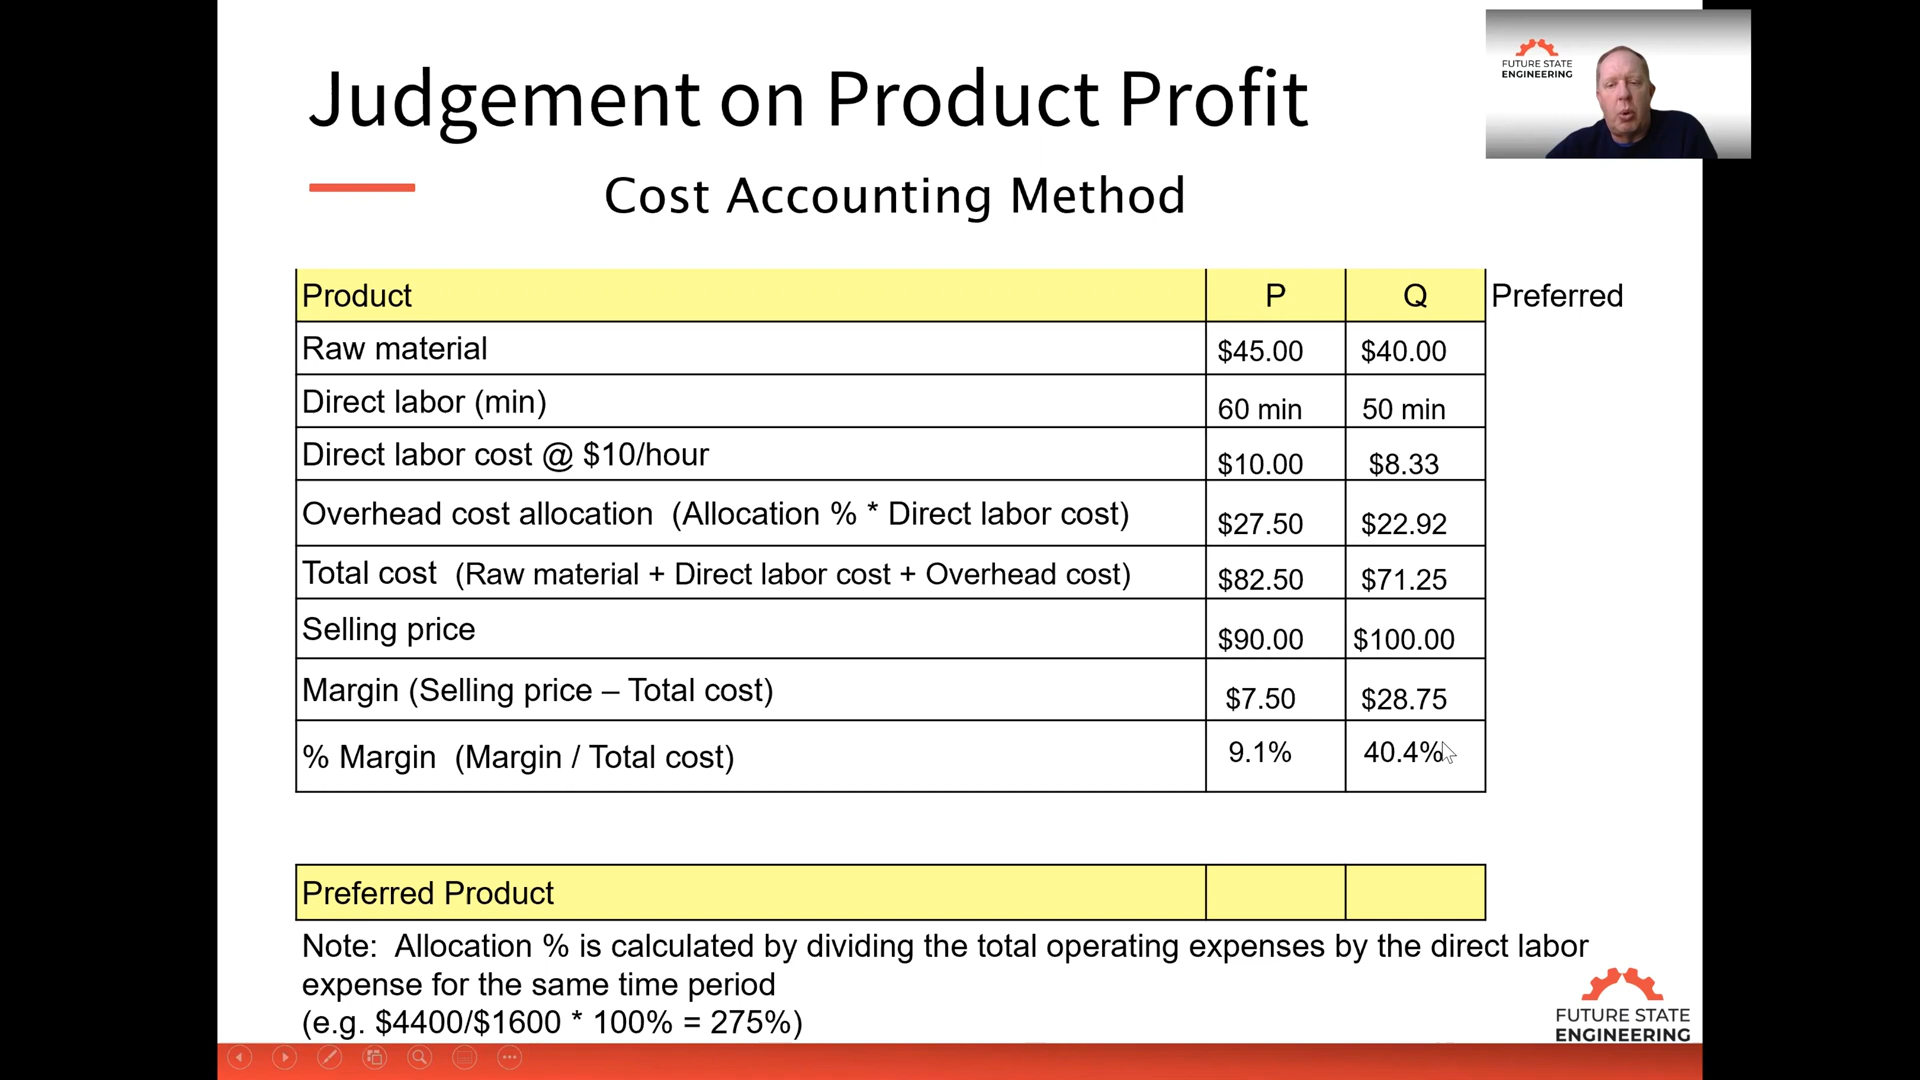 Judgement on Product Profit
FUTURE STATE
ENGINEERING
Cost Accounting Method
Product P Q Preferred
Raw material $45.00 $40.00
Direct labor (min) 60 min 50 min
Direct labor cost @ $10/hour $10.00 $8.33
Overhead cost allocation (Allocation % * Direct labor cost) $27.50 $22.92
Total cost (Raw material + Direct labor cost + Overhead cost) $82.50 $71.25
Selling price $90.00 $100.00
Margin (Selling price – Total cost) $7.50 $28.75
% Margin (Margin / Total cost) 9.1% 40.4%
Preferred Product
Note: Allocation % is calculated by dividing the total operating expenses by the direct labor
expense for the same time period
(e.g. $4400/$1600 * 100% = 275%)
FUTURE STATE
ENGINEERING